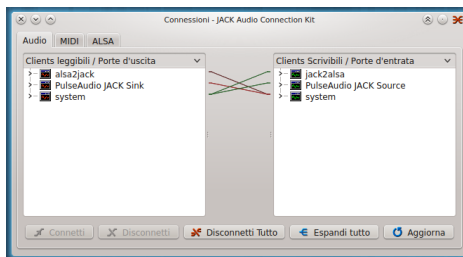 Connessioni - JACK Audio Connection Kit
Audio MIDI ALSA
Clients leggibili / Porte d'uscita
alsa2jack
PulseAudio JACK Sink
system
Clients Scrivibili / Porte d'entrata
jack2alsa
PulseAudio JACK Source
system
Connetti Disconnetti Disconnetti Tutto Espandi tutto Aggiorna